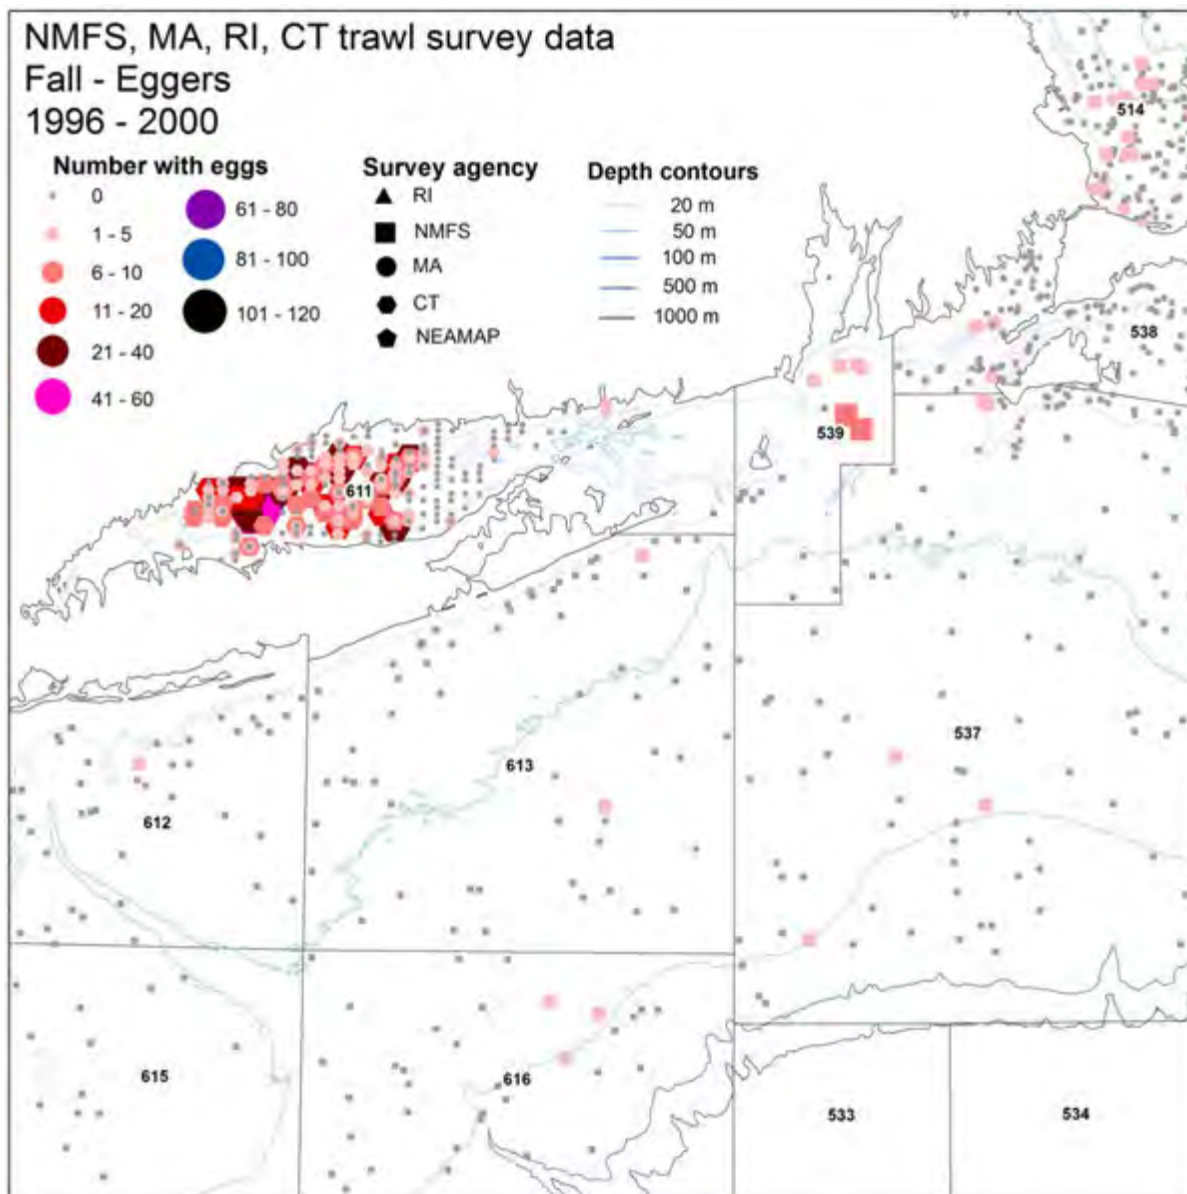 NMFS, MA, RI, CT trawl survey data
Fall - Eggers
1996 - 2000
Number with eggs
0
1 - 5
6 - 10
11 - 20
21 - 40
41 - 60
61 - 80
81 - 100
101 - 120
Survey agency
RI
NMFS
MA
CT
NEAMAP
Depth contours
20 m
50 m
100 m
500 m
1000 m
514
538
539
611
537
613
612
615
616
533
534